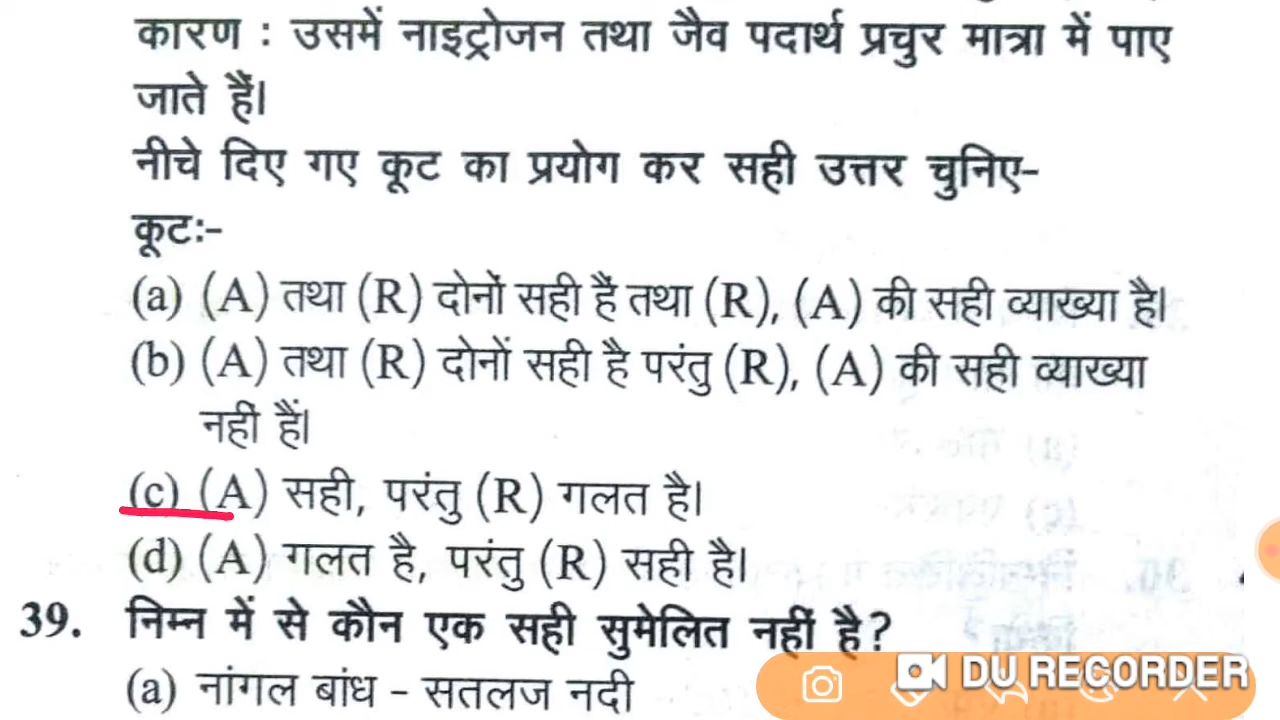 कारण : उसमें नाइट्रोजन तथा जैव पदार्थ प्रचुर मात्रा में पाए
जाते हैं।
नीचे दिए गए कूट का प्रयोग कर सही उत्तर चुनिए-
कूटः-
(a) (A) तथा (R) दोनों सही हैं तथा (R), (A) की सही व्याख्या है।
(b) (A) तथा (R) दोनों सही है परंतु (R), (A) की सही व्याख्या
नहीं हैं।
(c) (A) सही, परंतु (R) गलत है।
(d) (A) गलत है, परंतु (R) सही है।
39. निम्न में से कौन एक सही सुमेलित नहीं है?
(a) नांगल बांध - सतलज नदी
DU RECORDER